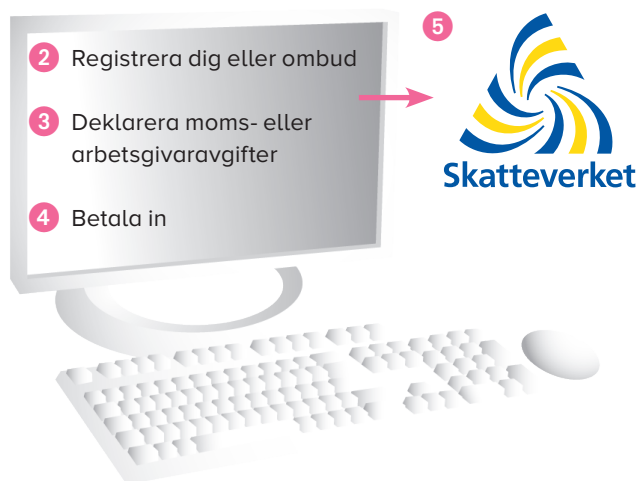 5
2 Registrera dig eller ombud
3 Deklarera moms- eller
arbetsgivaravgifter
4 Betala in
Skatteverket